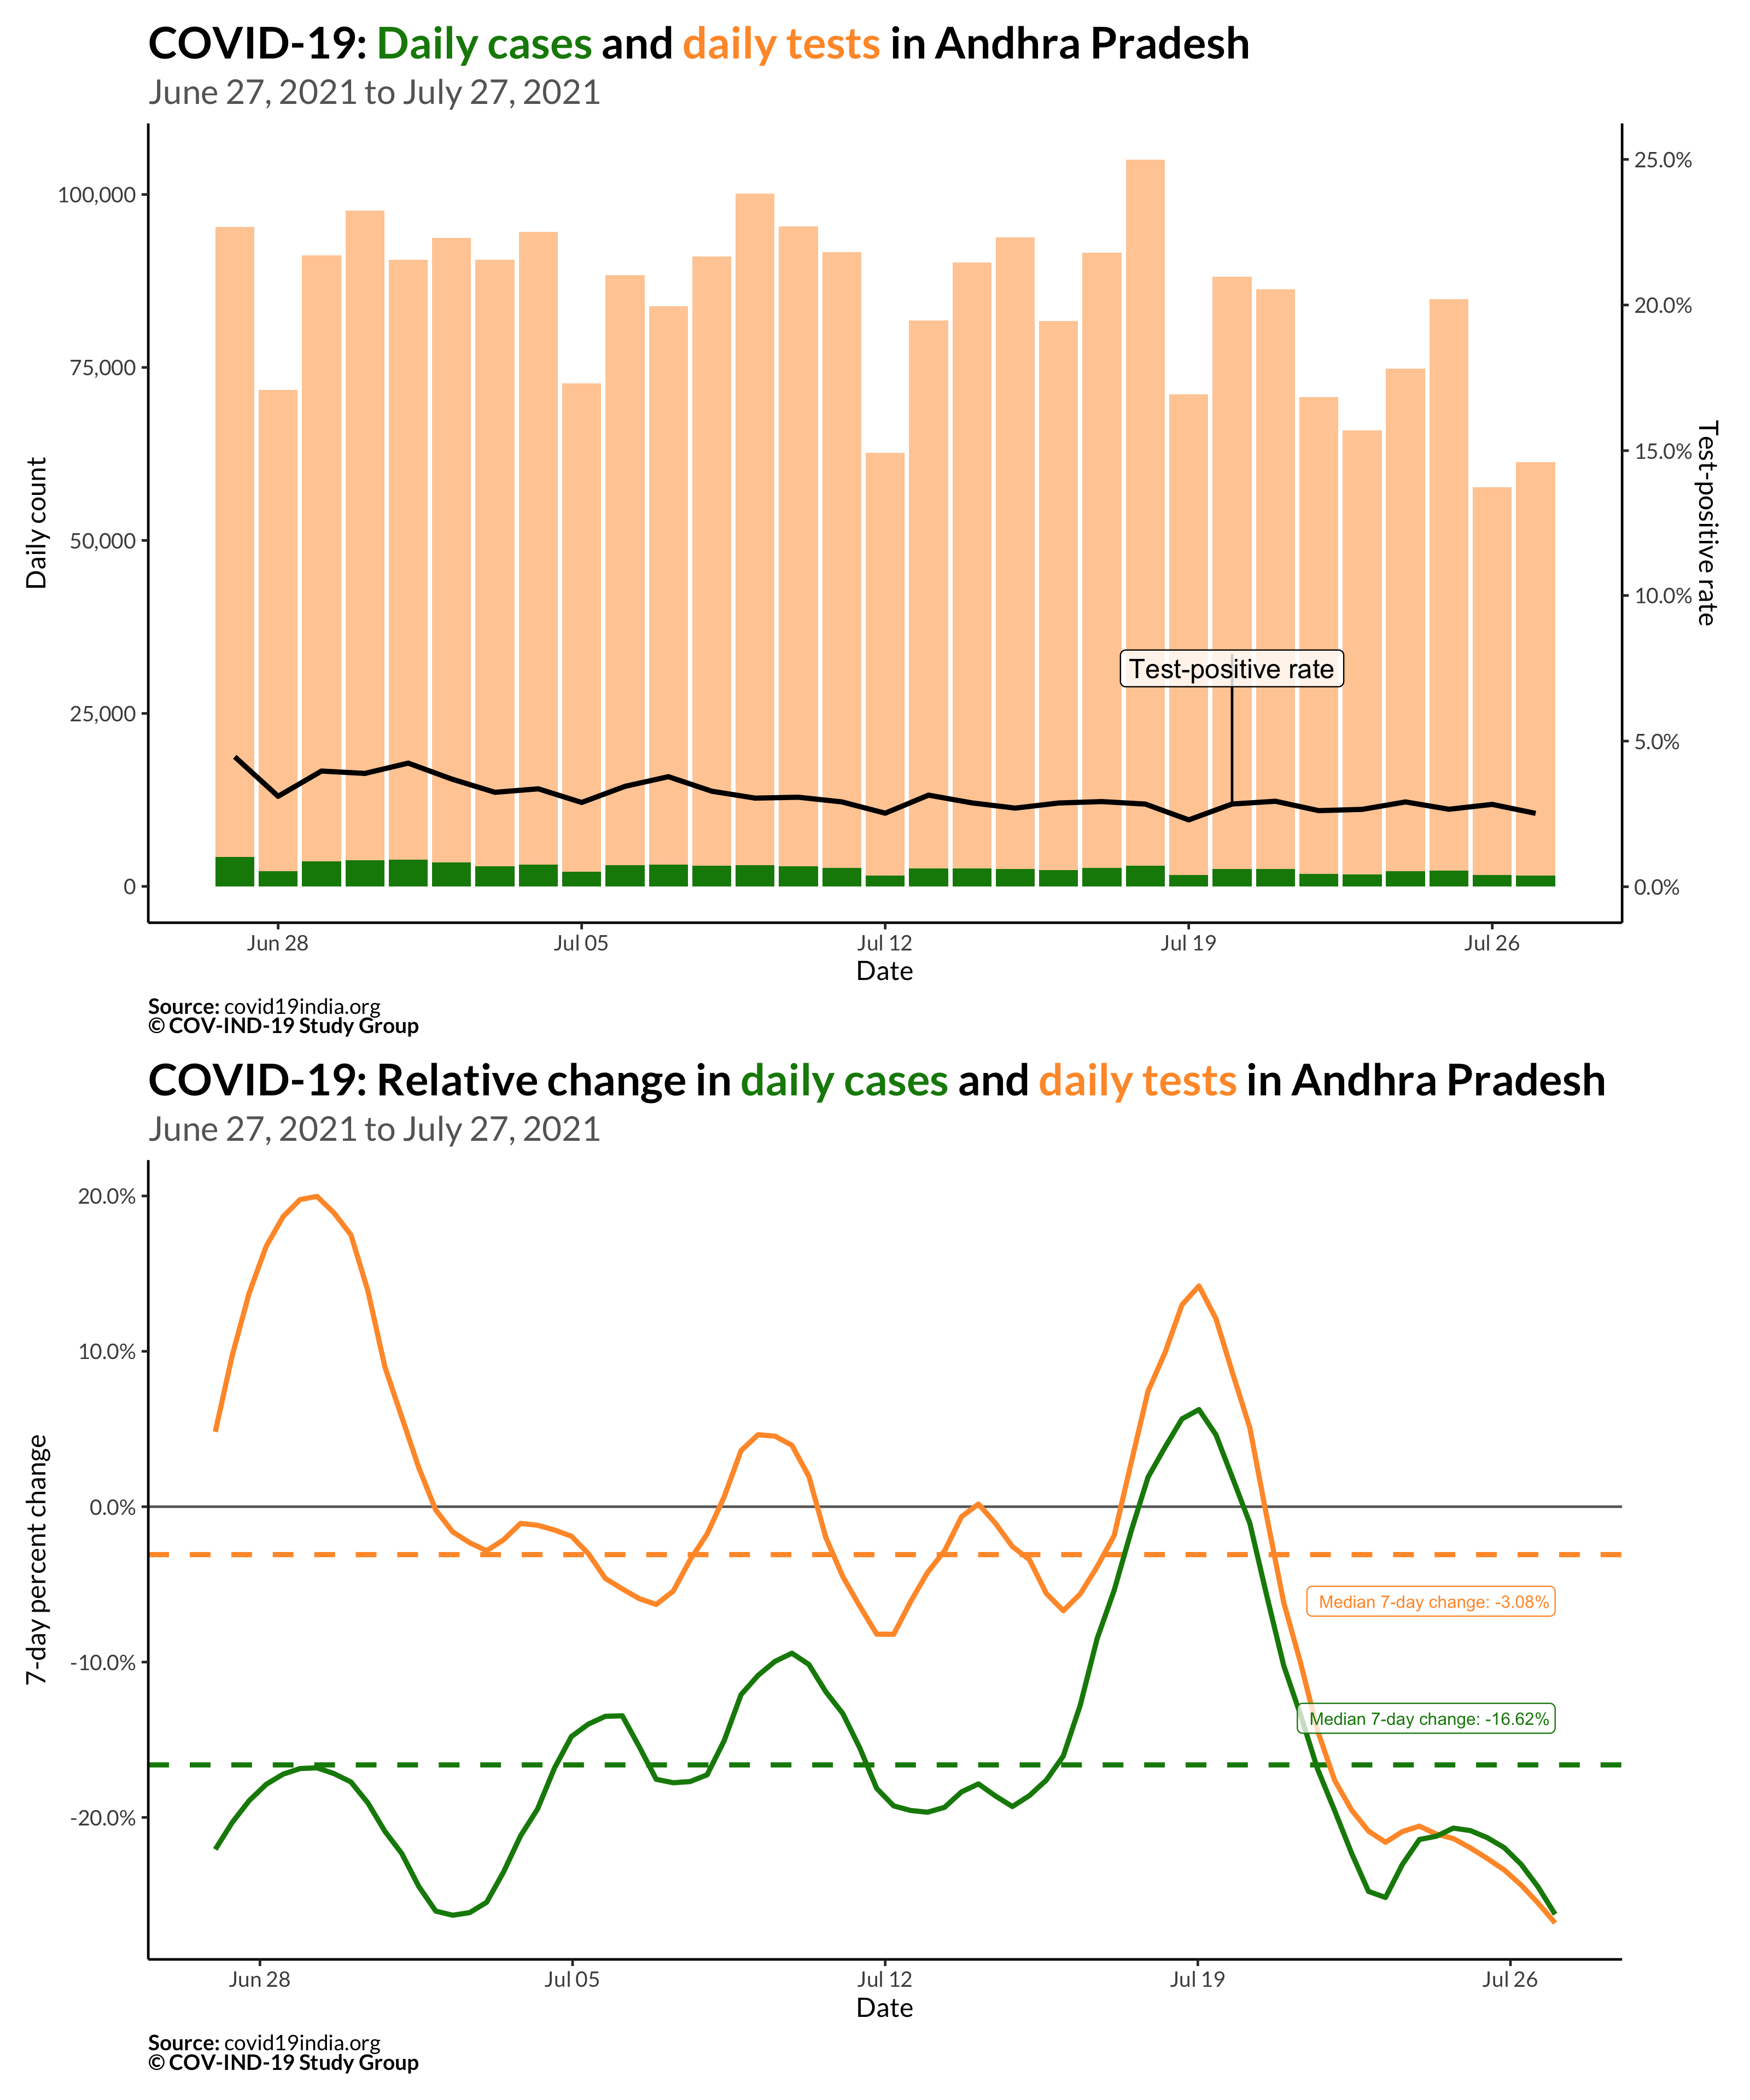 COVID-19: Daily cases and daily tests in Andhra Pradesh
June 27, 2021 to July 27, 2021
100,000
75,000
50,000
25,000
0
Daily count
25.0%
20.0%
15.0%
10.0%
5.0%
0.0%
Test-positive rate
Test-positive rate
Jun 28
Jul 05
Jul 12
Jul 19
Jul 26
Date
Source: covid19india.org
© COV-IND-19 Study Group
COVID-19: Relative change in daily cases and daily tests in Andhra Pradesh
June 27, 2021 to July 27, 2021
20.0%
10.0%
0.0%
-10.0%
-20.0%
7-day percent change
Median 7-day change: -3.08%
Median 7-day change: -16.62%
Jun 28
Jul 05
Jul 12
Jul 19
Jul 26
Date
Source: covid19india.org
© COV-IND-19 Study Group